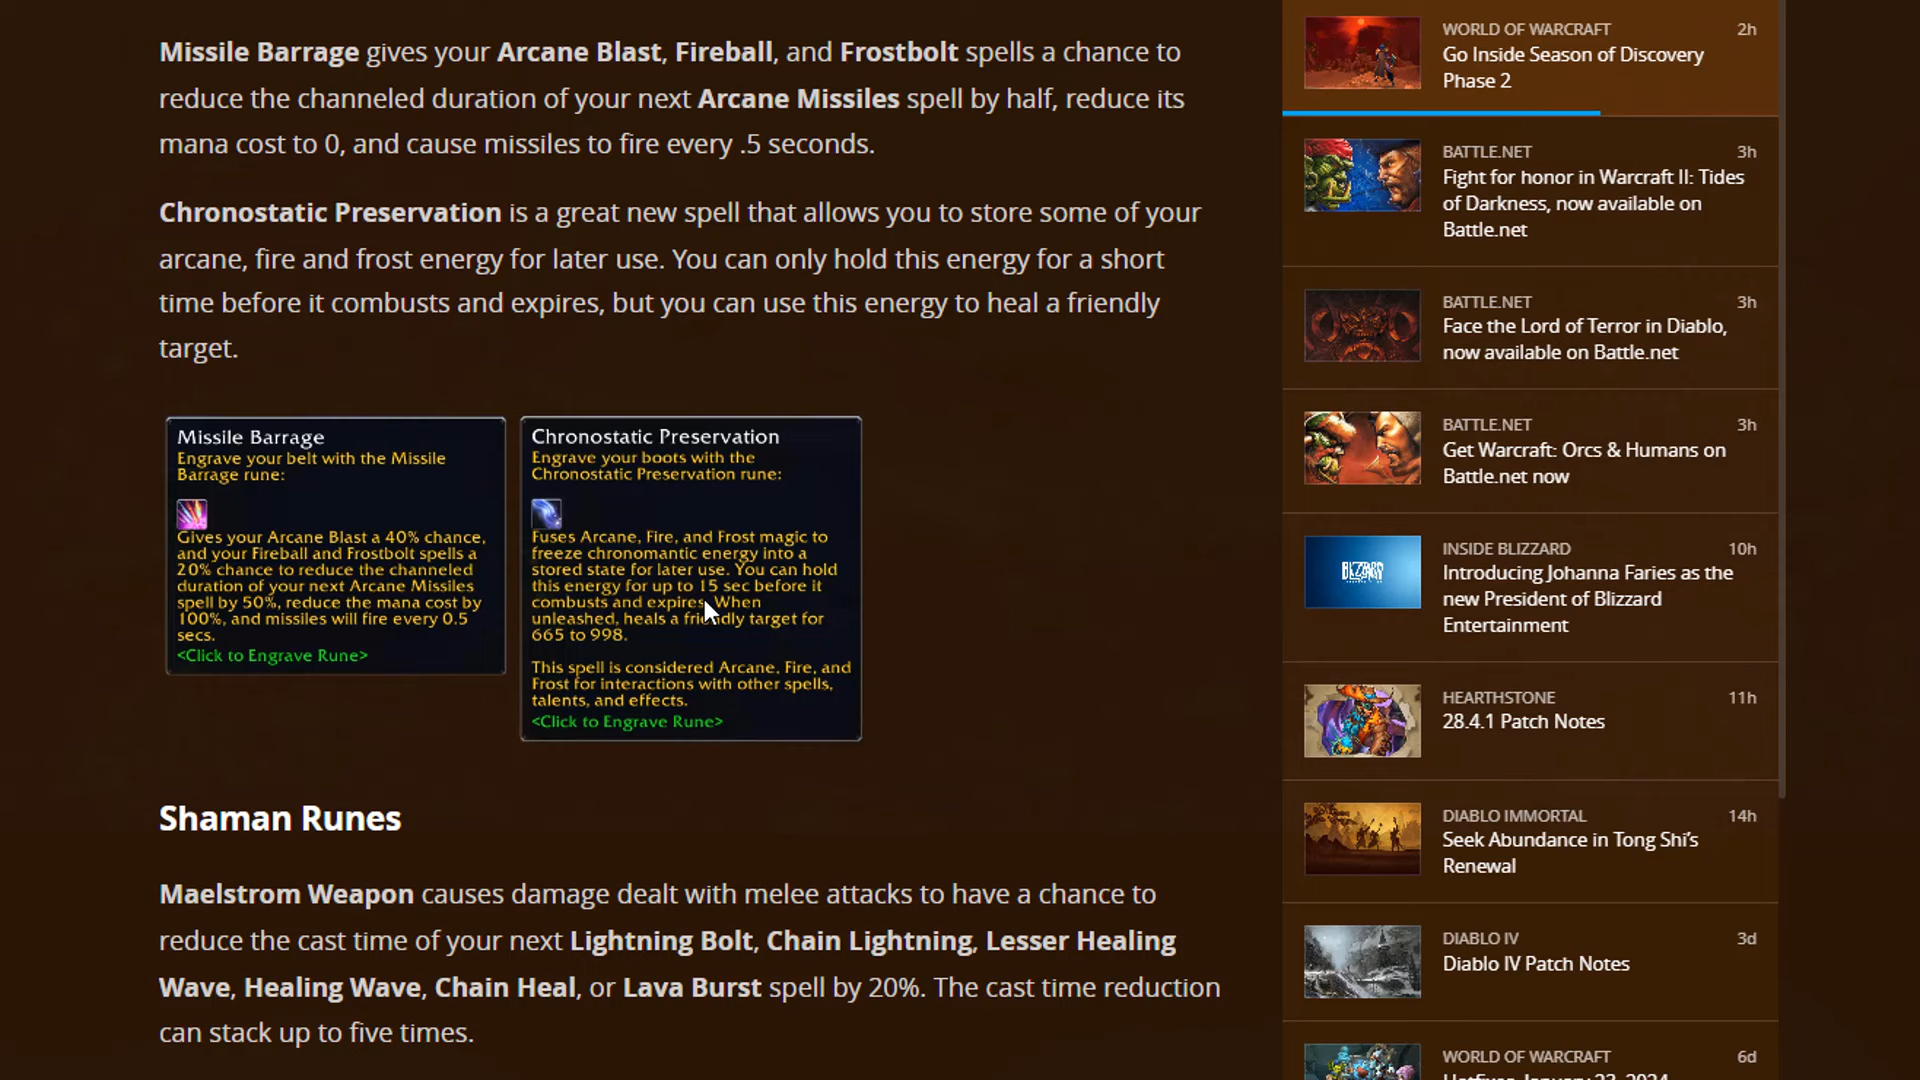 Missile Barrage gives your Arcane Blast, Fireball, and Frostbolt spells a chance to
reduce the channeled duration of your next Arcane Missiles spell by half, reduce its
mana cost to 0, and cause missiles to fire every .5 seconds.
Chronostatic Preservation is a great new spell that allows you to store some of your
arcane, fire and frost energy for later use. You can only hold this energy for a short
time before it combusts and expires, but you can use this energy to heal a friendly
target.
Missile Barrage
Engrave your belt with the Missile
Barrage rune:
Gives your Arcane Blast a 40% chance,
and your Fireball and Frostbolt spells a
20% chance to reduce the channeled
duration of your next Arcane Missiles
spell by 50%, reduce the mana cost by
100%, and missiles will fire every 0.5
secs.
<Click to Engrave Rune>
Chronostatic Preservation
Engrave your boots with the
Chronostatic Preservation rune:
Fuses Arcane, Fire, and Frost magic to
freeze chronomantic energy into a
stored state for later use. You can hold
this energy for up to 15 sec before it
combusts and expires. When
unleashed, heals a friendly target for
665 to 998.
This spell is considered Arcane, Fire, and
Frost for interactions with other spells,
talents, and effects.
<Click to Engrave Rune>
Shaman Runes
Maelstrom Weapon causes damage dealt with melee attacks to have a chance to
reduce the cast time of your next Lightning Bolt, Chain Lightning, Lesser Healing
Wave, Healing Wave, Chain Heal, or Lava Burst spell by 20%. The cast time reduction
can stack up to five times.
WORLD OF WARCRAFT 2h
Go Inside Season of Discovery
Phase 2
BATTLE.NET 3h
Fight for honor in Warcraft II: Tides
of Darkness, now available on
Battle.net
BATTLE.NET 3h
Face the Lord of Terror in Diablo,
now available on Battle.net
BATTLE.NET 3h
Get Warcraft: Orcs & Humans on
Battle.net now
BLIZZARD
INSIDE BLIZZARD 10h
Introducing Johanna Faries as the
new President of Blizzard
Entertainment
HEARTHSTONE 11h
28.4.1 Patch Notes
DIABLO IMMORTAL 14h
Seek Abundance in Tong Shi's
Renewal
DIABLO IV 3d
Diablo IV Patch Notes
WORLD OF WARCRAFT 6d